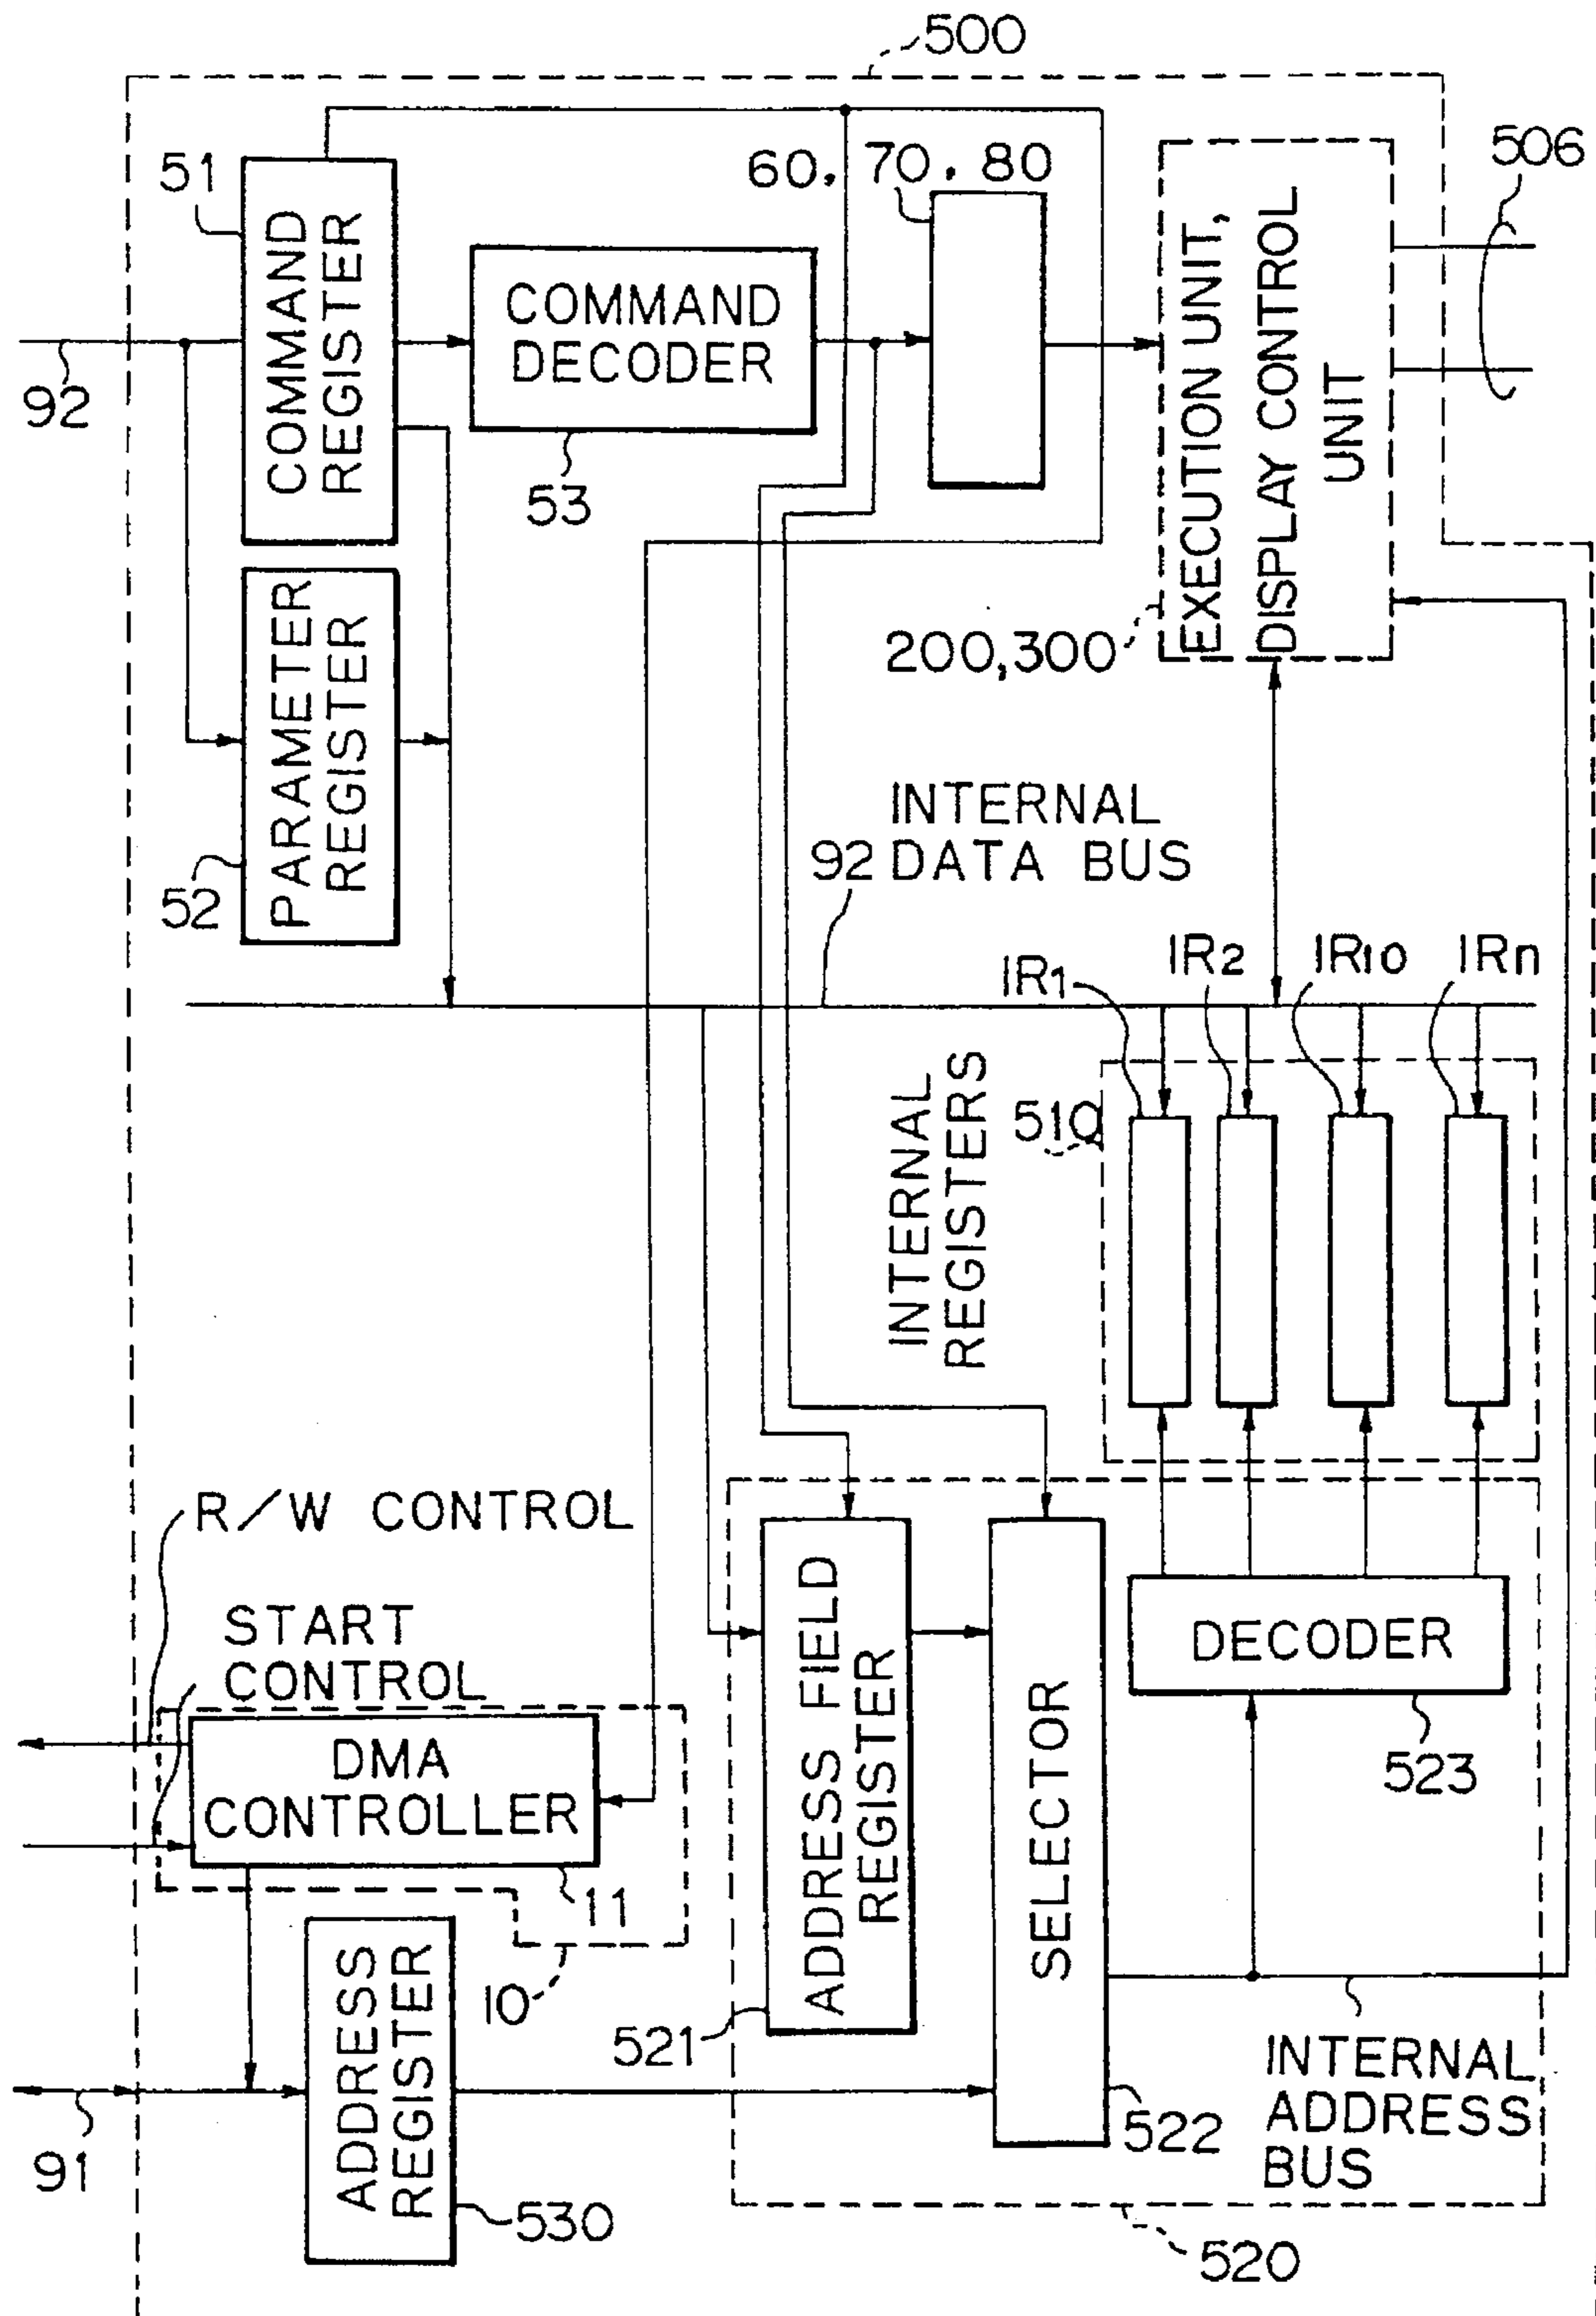 500
51
COMMAND
REGISTER
92
COMMAND
DECODER
53
60, 70, 80
EXECUTION UNIT,
DISPLAY CONTROL
UNIT
200,300
506
PARAMETER
REGISTER
52
INTERNAL
92 DATA BUS
IR1
IR2
IR10
IRn
INTERNAL
REGISTERS
510
R/W CONTROL
START
CONTROL
DMA
CONTROLLER
11
10
ADDRESS FIELD
REGISTER
521
SELECTOR
522
DECODER
523
ADDRESS
REGISTER
530
91
INTERNAL
ADDRESS
BUS
520